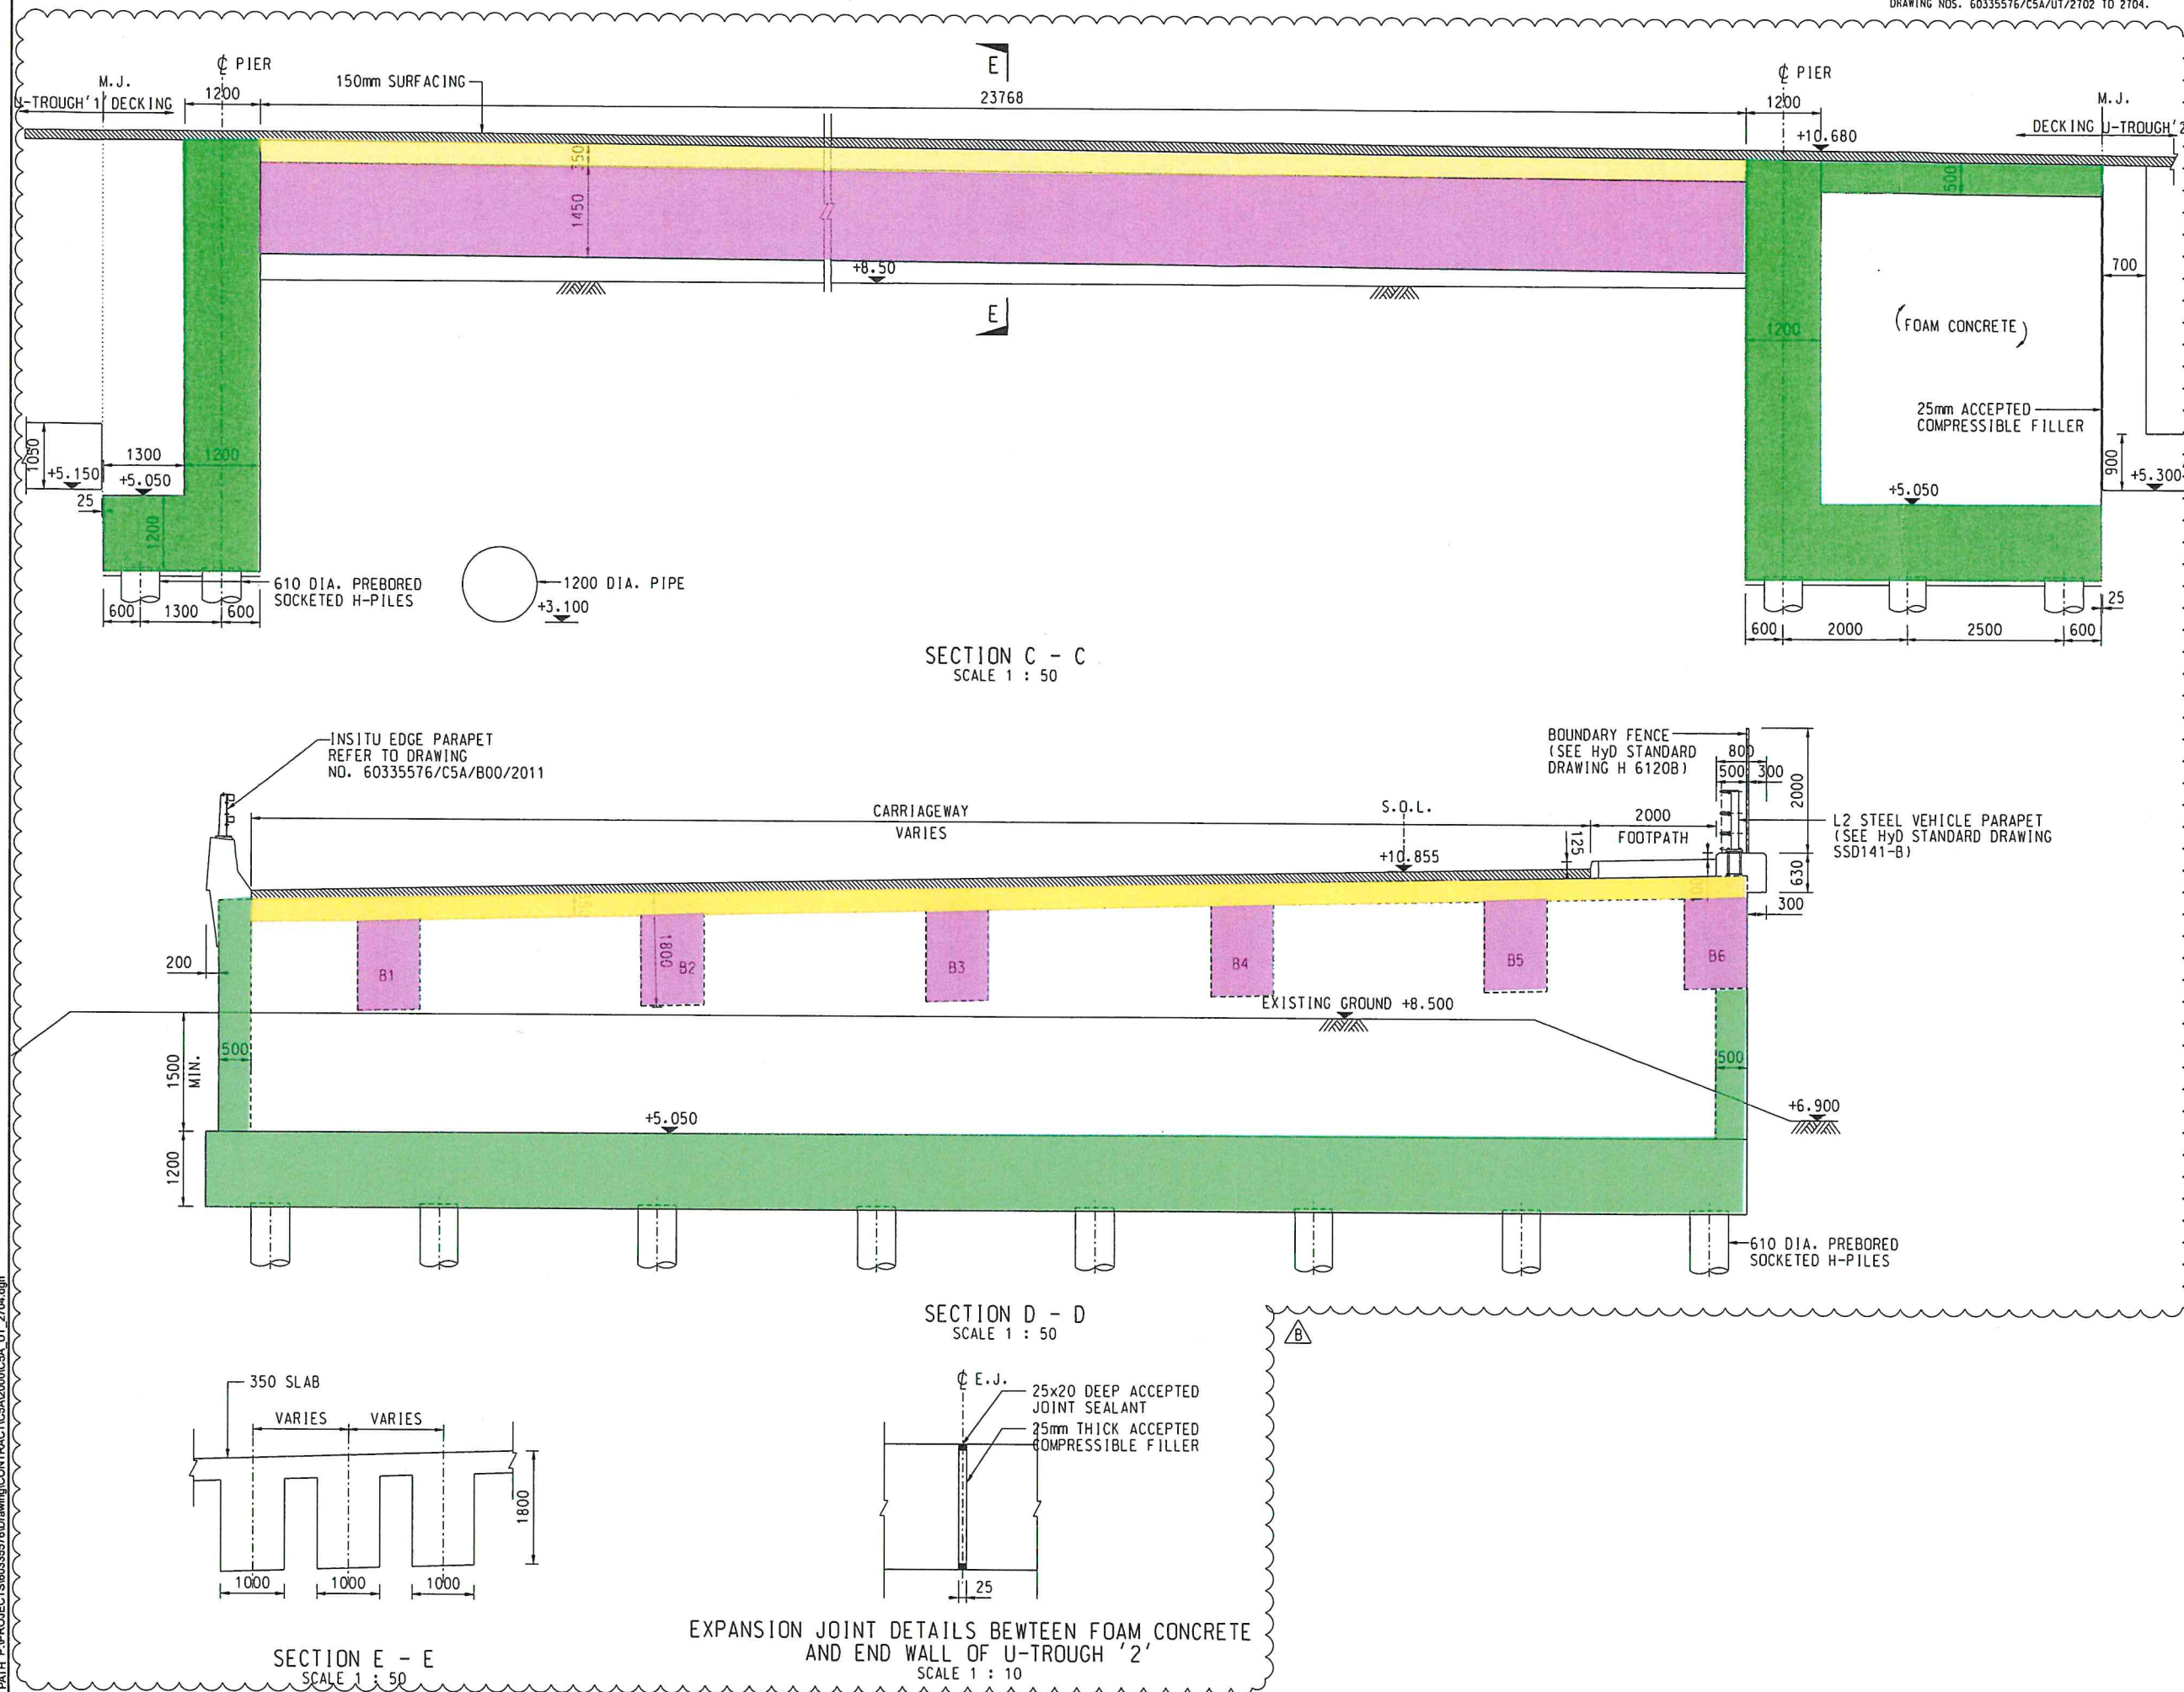 DRAWING NOS. 60335576/C5A/UT/2702 TO 2704.
E
℄ PIER
℄ PIER
M.J.
150mm SURFACING
M.J.
U-TROUGH'1' DECKING
1200
23768
1200
DECKING U-TROUGH'2
+10.680
350
500
1450
+8.50
700
E
1200
(FOAM CONCRETE)
25mm ACCEPTED
COMPRESSIBLE FILLER
1050
1300
1200
900
+5.150
+5.050
+5.050
+5.300
25
1200
610 DIA. PREBORED
SOCKETED H-PILES
1200 DIA. PIPE
+3.100
25
600
1300
600
600
2000
2500
600
SECTION C - C
SCALE 1 : 50
INSITU EDGE PARAPET
REFER TO DRAWING
NO. 60335576/C5A/B00/2011
BOUNDARY FENCE
(SEE HyD STANDARD
DRAWING H 6120B)
800
500
300
2000
CARRIAGEWAY
VARIES
S.O.L.
2000
FOOTPATH
L2 STEEL VEHICLE PARAPET
(SEE HyD STANDARD DRAWING
SSD141-B)
125
+10.855
630
300
200
1800
B1
B2
B3
B4
B5
B6
EXISTING GROUND +8.500
500
500
1500
MIN.
+5.050
+6.900
1200
610 DIA. PREBORED
SOCKETED H-PILES
SECTION D - D
SCALE 1 : 50
B
350 SLAB
VARIES
VARIES
1800
1000
1000
1000
SECTION E - E
SCALE 1 : 50
℄ E.J.
25x20 DEEP ACCEPTED
JOINT SEALANT
25mm THICK ACCEPTED
COMPRESSIBLE FILLER
25
EXPANSION JOINT DETAILS BEWTEEN FOAM CONCRETE
AND END WALL OF U-TROUGH '2'
SCALE 1 : 10